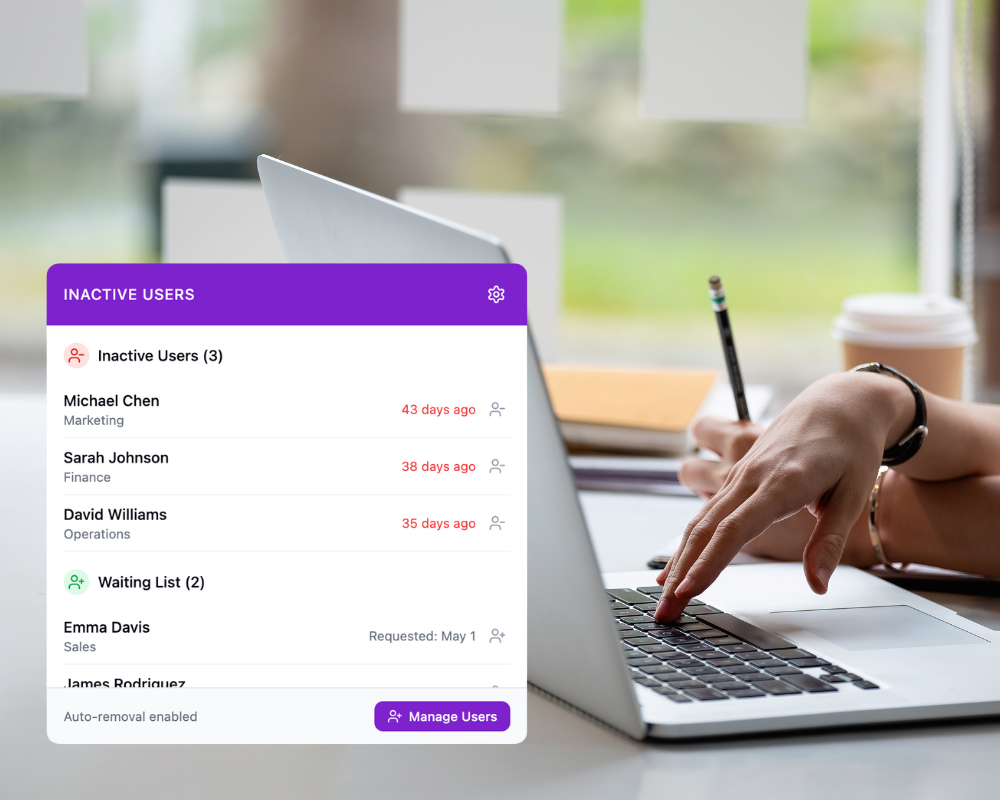 INACTIVE USERS
Inactive Users (3)
Michael Chen
Marketing
43 days ago
Sarah Johnson
Finance
38 days ago
David Williams
Operations
35 days ago
Waiting List (2)
Emma Davis
Sales
Requested: May 1
James Rodriguez
Auto-removal enabled
Manage Users